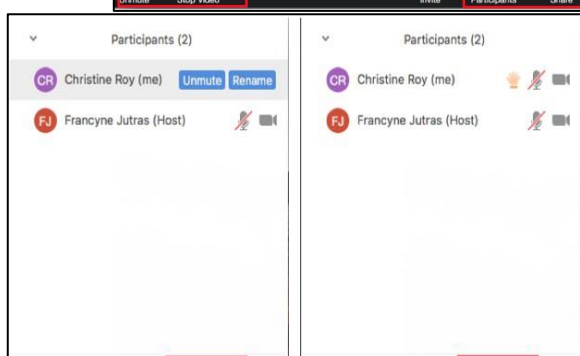 Unmute Stop Video Invite Participants Share
Participants (2)
CR Christine Roy (me) Unmute Rename
FJ Francyne Jutras (Host)
Participants (2)
CR Christine Roy (me)
FJ Francyne Jutras (Host)